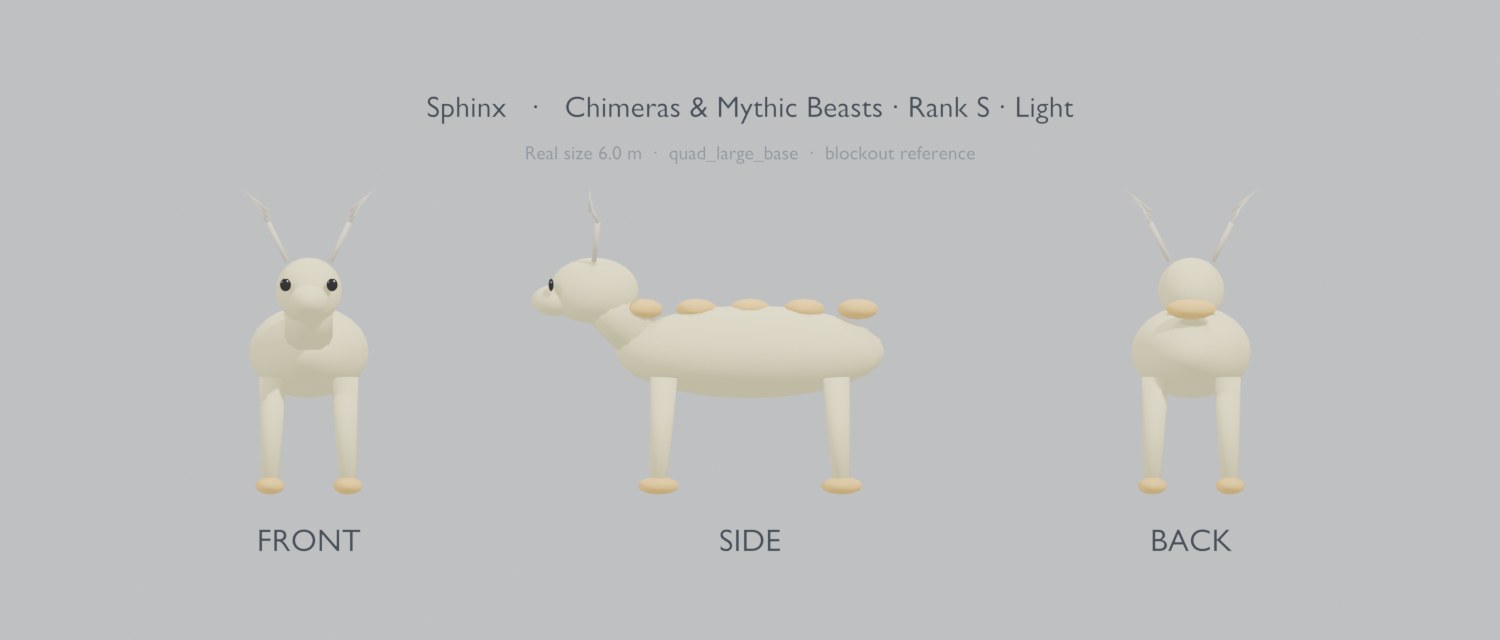 Sphinx · Chimeras & Mythic Beasts · Rank S · Light
Real size 6.0 m · quad_large_base · blockout reference
FRONT
SIDE
BACK